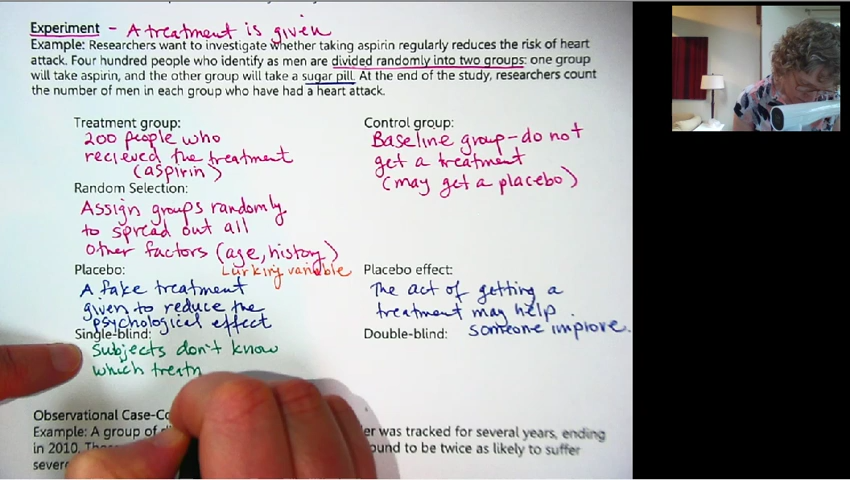 Experiment - A treatment is given
Example: Researchers want to investigate whether taking aspirin regularly reduces the risk of heart
attack. Four hundred people who identify as men are divided randomly into two groups: one group
will take aspirin, and the other group will take a sugar pill. At the end of the study, researchers count
the number of men in each group who have had a heart attack.
Treatment group:
200 people who
recieved the treatment
(aspirin)
Control group:
Baseline group - do not
get a treatment
(may get a placebo)
Random Selection:
Assign groups randomly
to spread out all
other factors (age, history)
Lurking variable
Placebo:
A fake treatment
given to reduce the
psychological effect
Placebo effect:
The act of getting a
treatment may help
someone improve.
Single-blind:
Subjects don't know
which treatm
Double-blind:
Observational Case-Co
Example: A group of er was tracked for several years, ending
in 2010. ound to be twice as likely to suffer